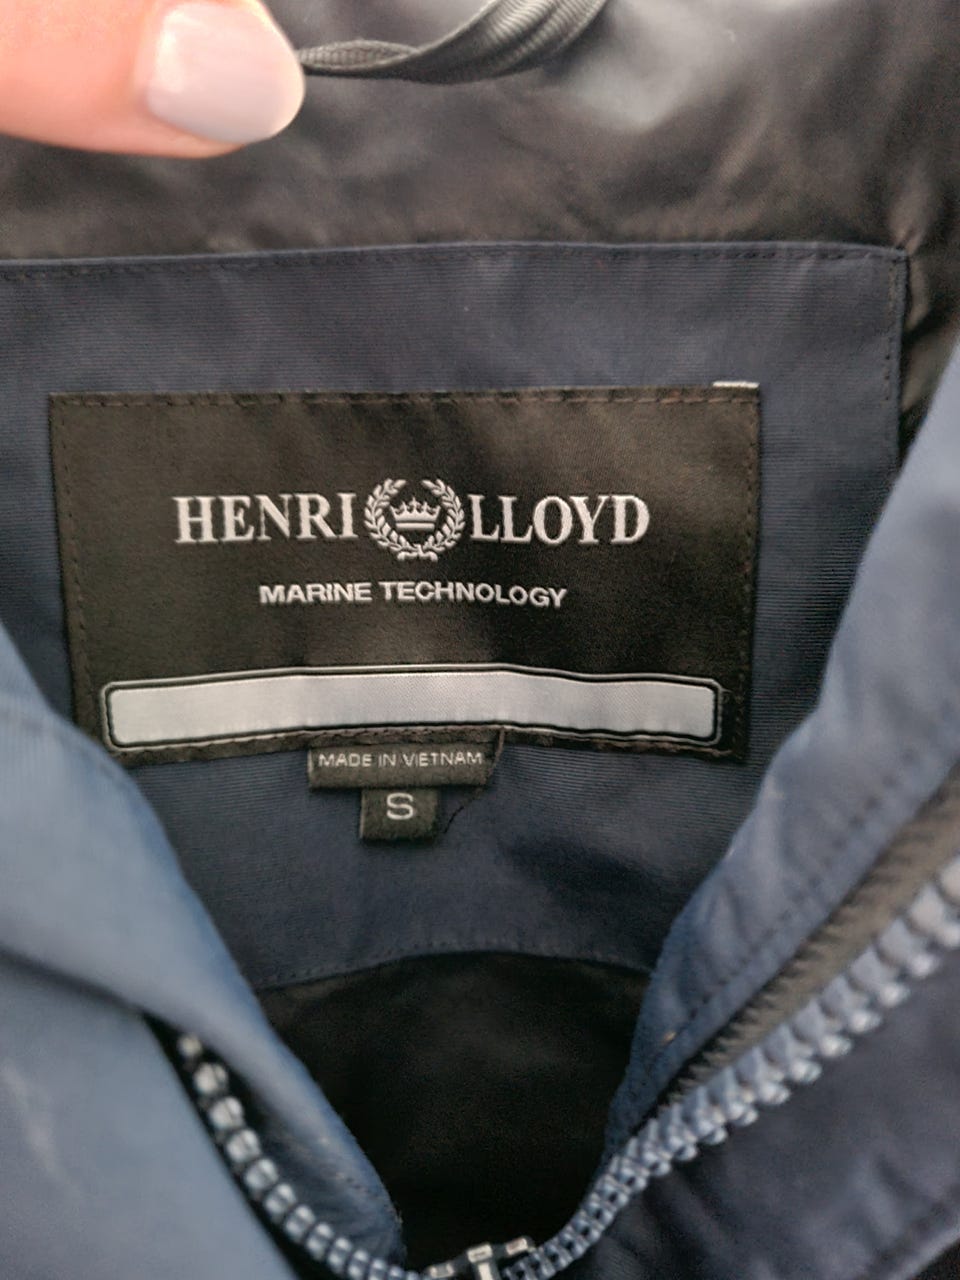 HENRI LLOYD
MARINE TECHNOLOGY
MADE IN VIETNAM
S